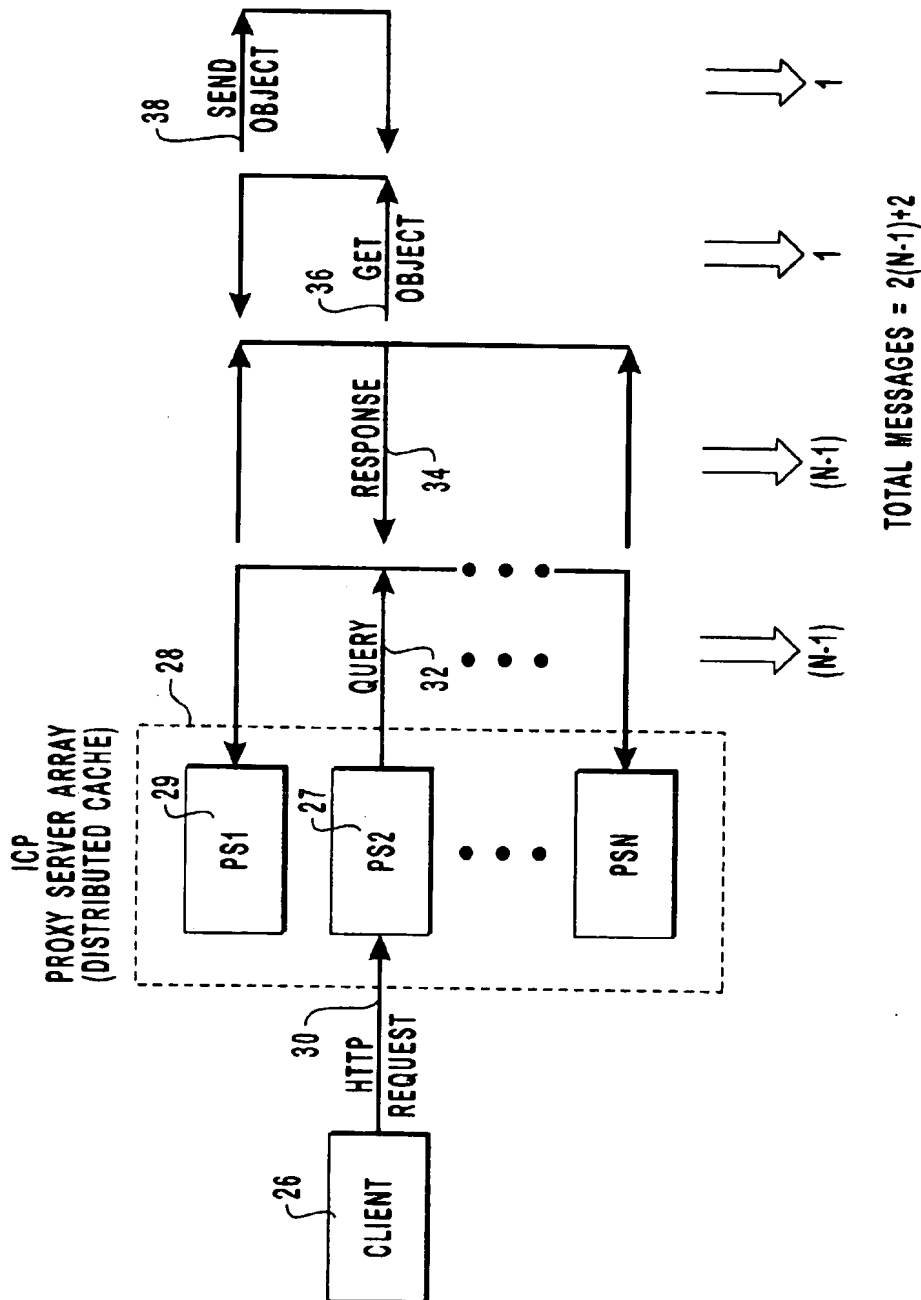 ICP
PROXY SERVER ARRAY
(DISTRIBUTED CACHE)
28
26
CLIENT
30
HTTP
REQUEST
29
PS1
27
PS2
PSN
QUERY
32
RESPONSE
34
36
GET
OBJECT
38
SEND
OBJECT
(N-1)
(N-1)
1
1
TOTAL MESSAGES = 2(N-1)+2